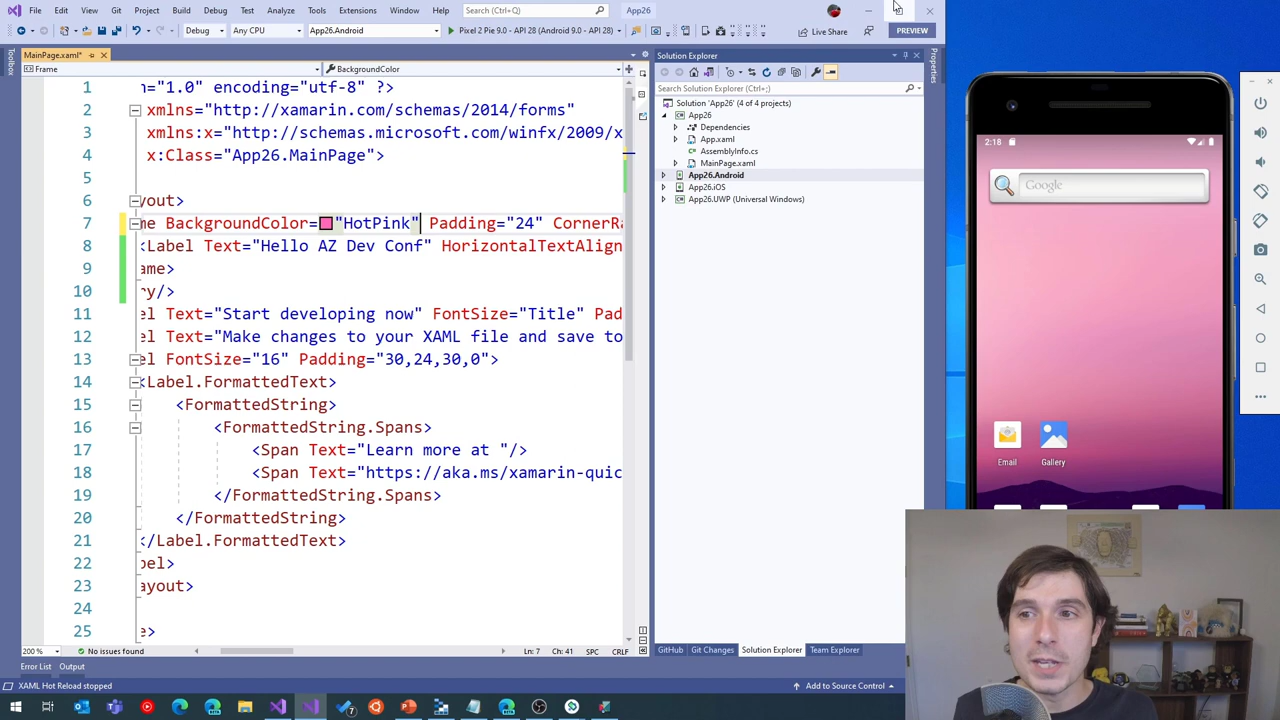 File Edit View Git Project Build Debug Test Analyze Tools Extensions Window Help Search (Ctrl+Q) App26
Debug Any CPU App26.Android Pixel 2 Pie 9.0 - API 28 (Android 9.0 - API 28) Live Share PREVIEW
Toolbox
MainPage.xaml*
Frame BackgroundColor
1 n="1.0" encoding="utf-8" ?>
2 xmlns="http://xamarin.com/schemas/2014/forms"
3 xmlns:x="http://schemas.microsoft.com/winfx/2009/x
4 x:Class="App26.MainPage">
5
6 yout>
7 me BackgroundColor="HotPink" Padding="24" CornerRa
8 <Label Text="Hello AZ Dev Conf" HorizontalTextAlign
9 ame>
10 ry/>
11 el Text="Start developing now" FontSize="Title" Pad
12 el Text="Make changes to your XAML file and save to
13 el FontSize="16" Padding="30,24,30,0">
14 <Label.FormattedText>
15 <FormattedString>
16 <FormattedString.Spans>
17 <Span Text="Learn more at "/>
18 <Span Text="https://aka.ms/xamarin-quic
19 </FormattedString.Spans>
20 </FormattedString>
21 </Label.FormattedText>
22 bel>
23 ayout>
24
25 e>
200 % No issues found Ln: 7 Ch: 41 SPC CRLF
Error List Output
XAML Hot Reload stopped
Solution Explorer
Search Solution Explorer (Ctrl+;)
Solution 'App26' (4 of 4 projects)
App26
Dependencies
App.xaml
AssemblyInfo.cs
MainPage.xaml
App26.Android
App26.iOS
App26.UWP (Universal Windows)
GitHub Git Changes Solution Explorer Team Explorer
Add to Source Control
Properties
2:18
Google
Email Gallery